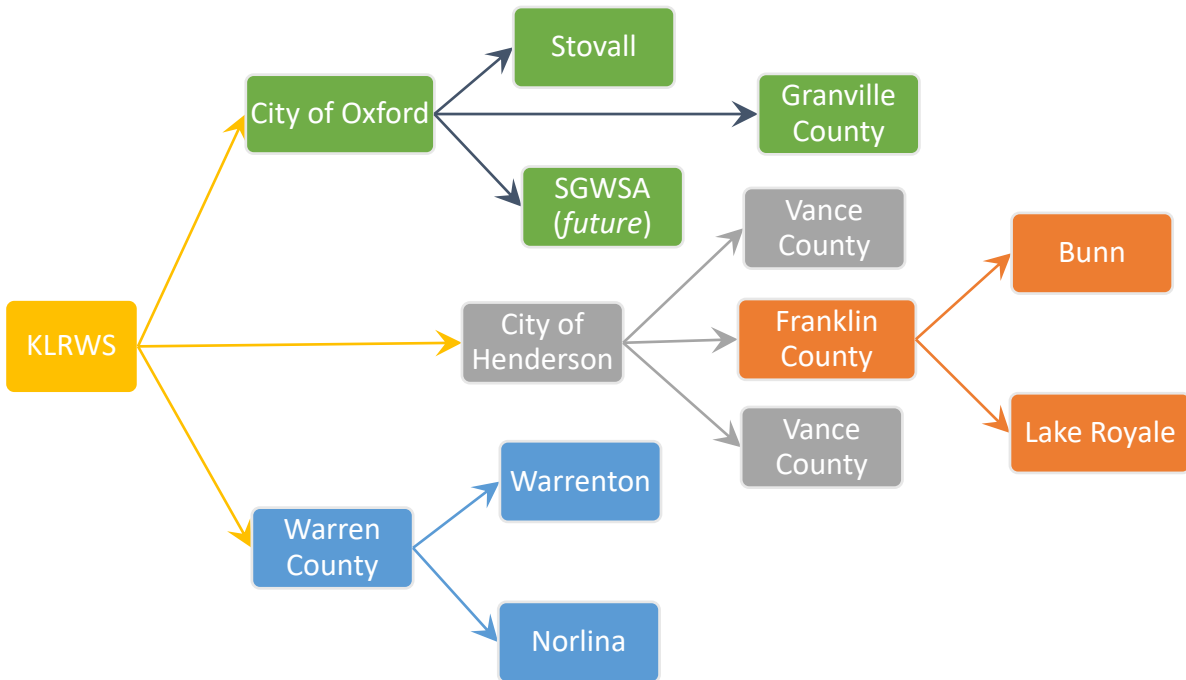 Stovall
City of Oxford
Granville
County
SGWSA
(future)
Vance
County
Bunn
KLRWS
City of
Henderson
Franklin
County
Lake Royale
Vance
County
Warrenton
Warren
County
Norlina